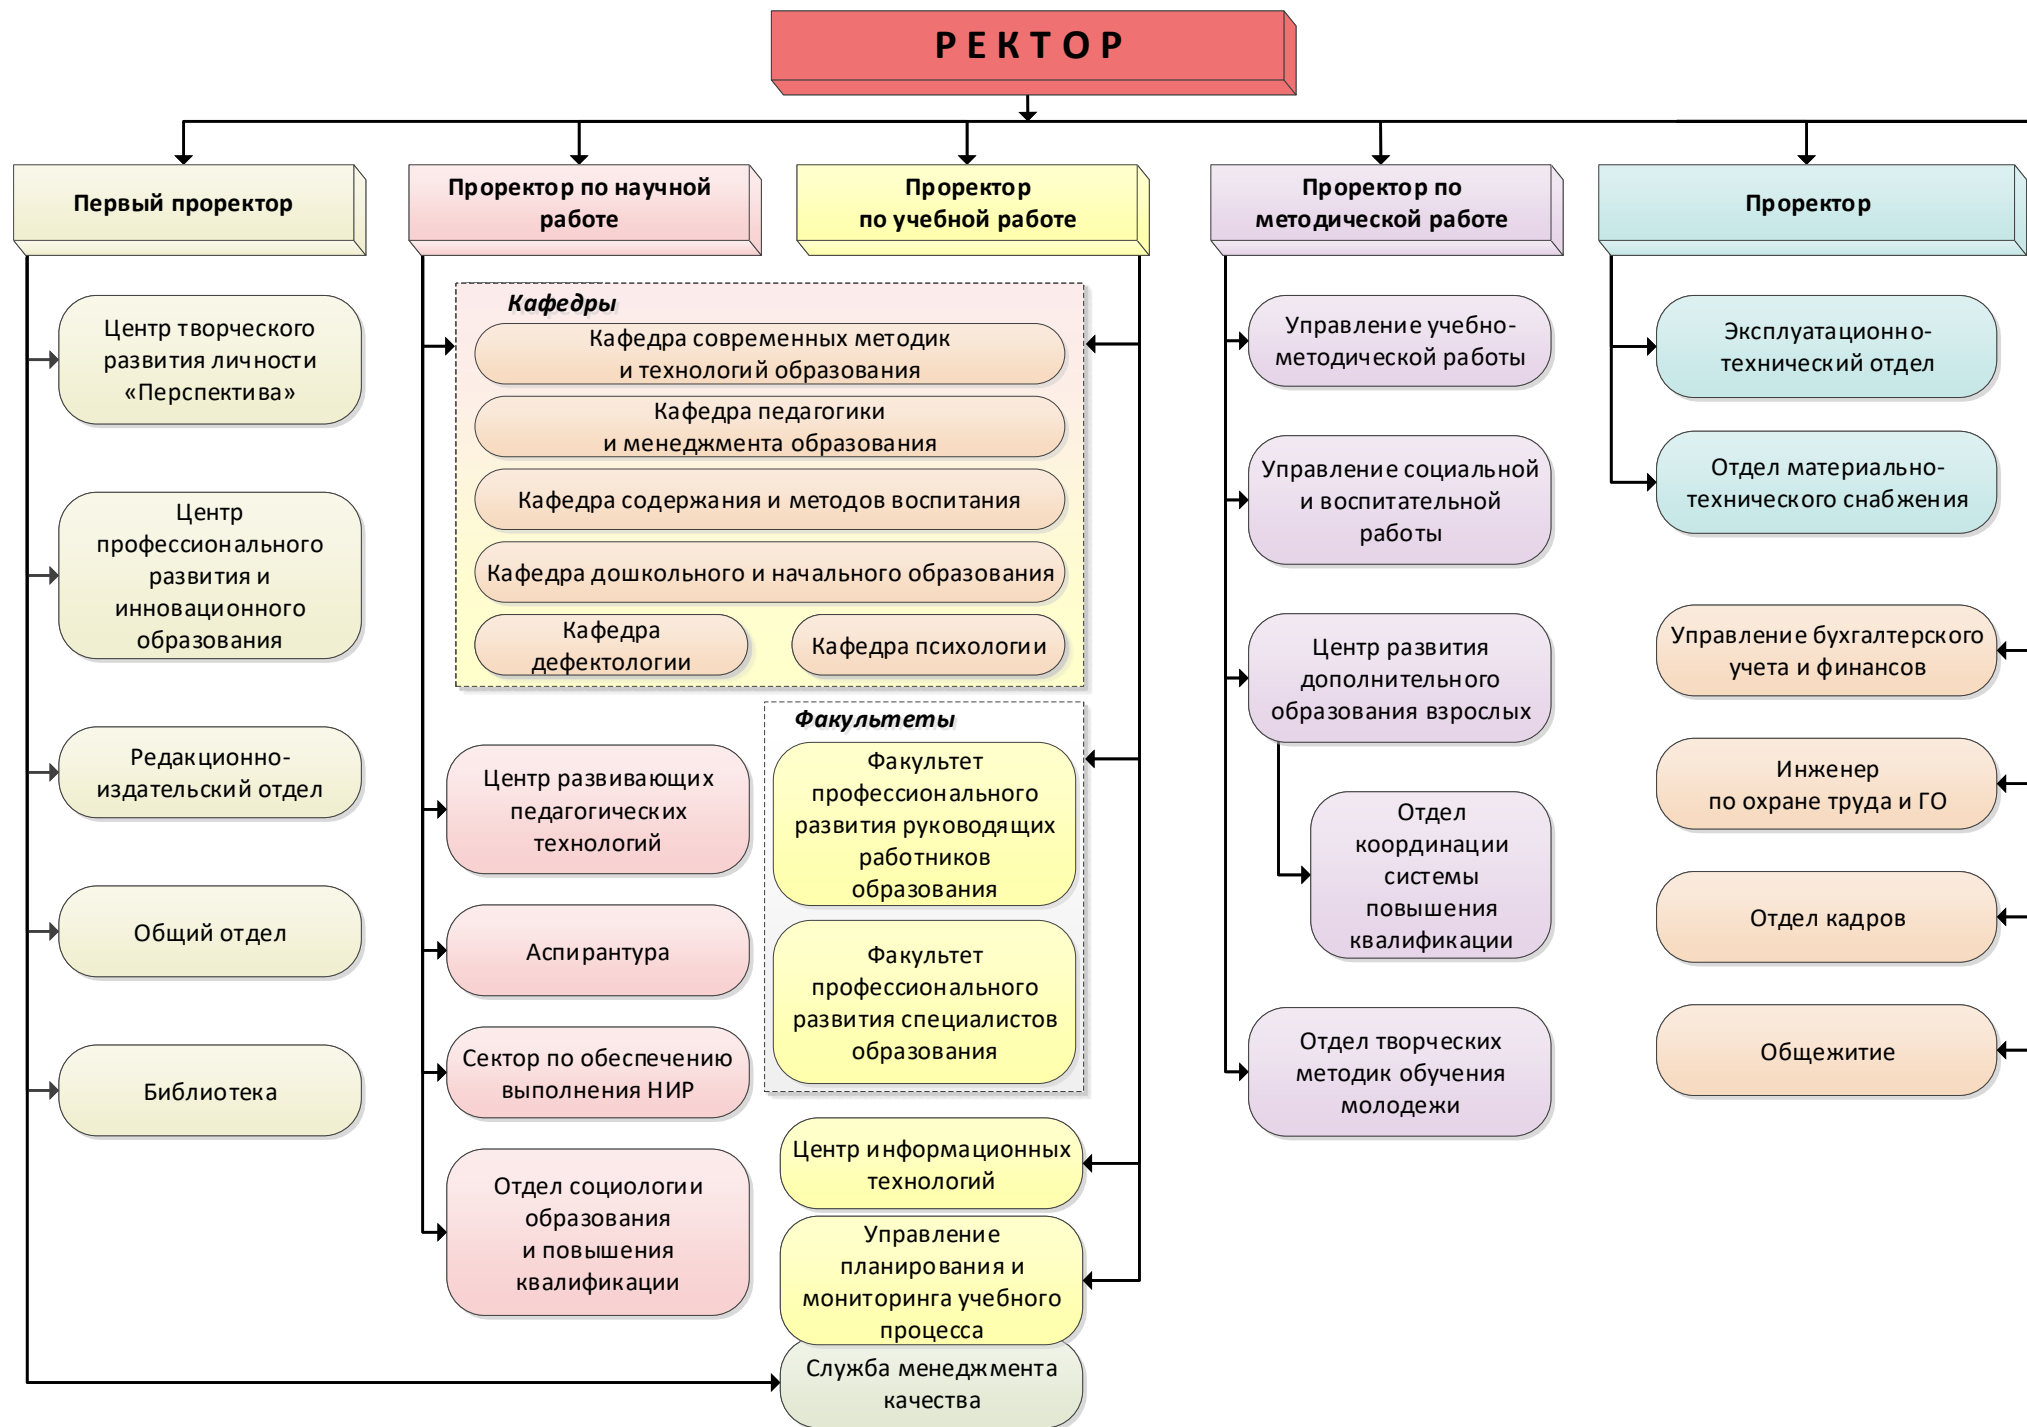 РЕКТОР
Первый проректор
Проректор по научной
работе
Проректор
по учебной работе
Проректор по
методической работе
Проректор
Центр творческого
развития личности
«Перспектива»
Центр
профессионального
развития и
инновационного
образования
Редакционно-
издательский отдел
Общий отдел
Библиотека
Кафедры
Кафедра современных методик
и технологий образования
Кафедра педагогики
и менеджмента образования
Кафедра содержания и методов воспитания
Кафедра дошкольного и начального образования
Кафедра
дефектологии
Кафедра психологии
Центр развивающих
педагогических
технологий
Аспирантура
Сектор по обеспечению
выполнения НИР
Отдел социологии
образования
и повышения
квалификации
Факультеты
Факультет
профессионального
развития руководящих
работников
образования
Факультет
профессионального
развития специалистов
образования
Центр информационных
технологий
Управление
планирования и
мониторинга учебного
процесса
Служба менеджмента
качества
Управление учебно-
методической работы
Управление социальной
и воспитательной
работы
Центр развития
дополнительного
образования взрослых
Отдел
координации
системы
повышения
квалификации
Отдел творческих
методик обучения
молодежи
Эксплуатационно-
технический отдел
Отдел материально-
технического снабжения
Управление бухгалтерского
учета и финансов
Инженер
по охране труда и ГО
Отдел кадров
Общежитие